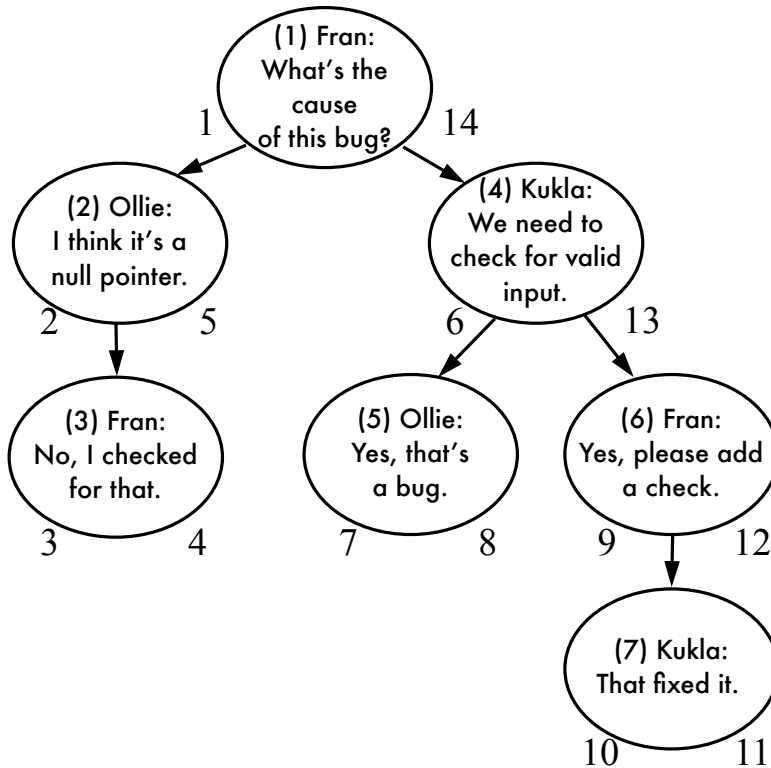 (1) Fran:
What's the
cause
of this bug?
1
14
(2) Ollie:
I think it's a
null pointer.
2
5
(4) Kukla:
We need to
check for valid
input.
6
13
(3) Fran:
No, I checked
for that.
3
4
(5) Ollie:
Yes, that's
a bug.
7
8
(6) Fran:
Yes, please add
a check.
9
12
(7) Kukla:
That fixed it.
10
11